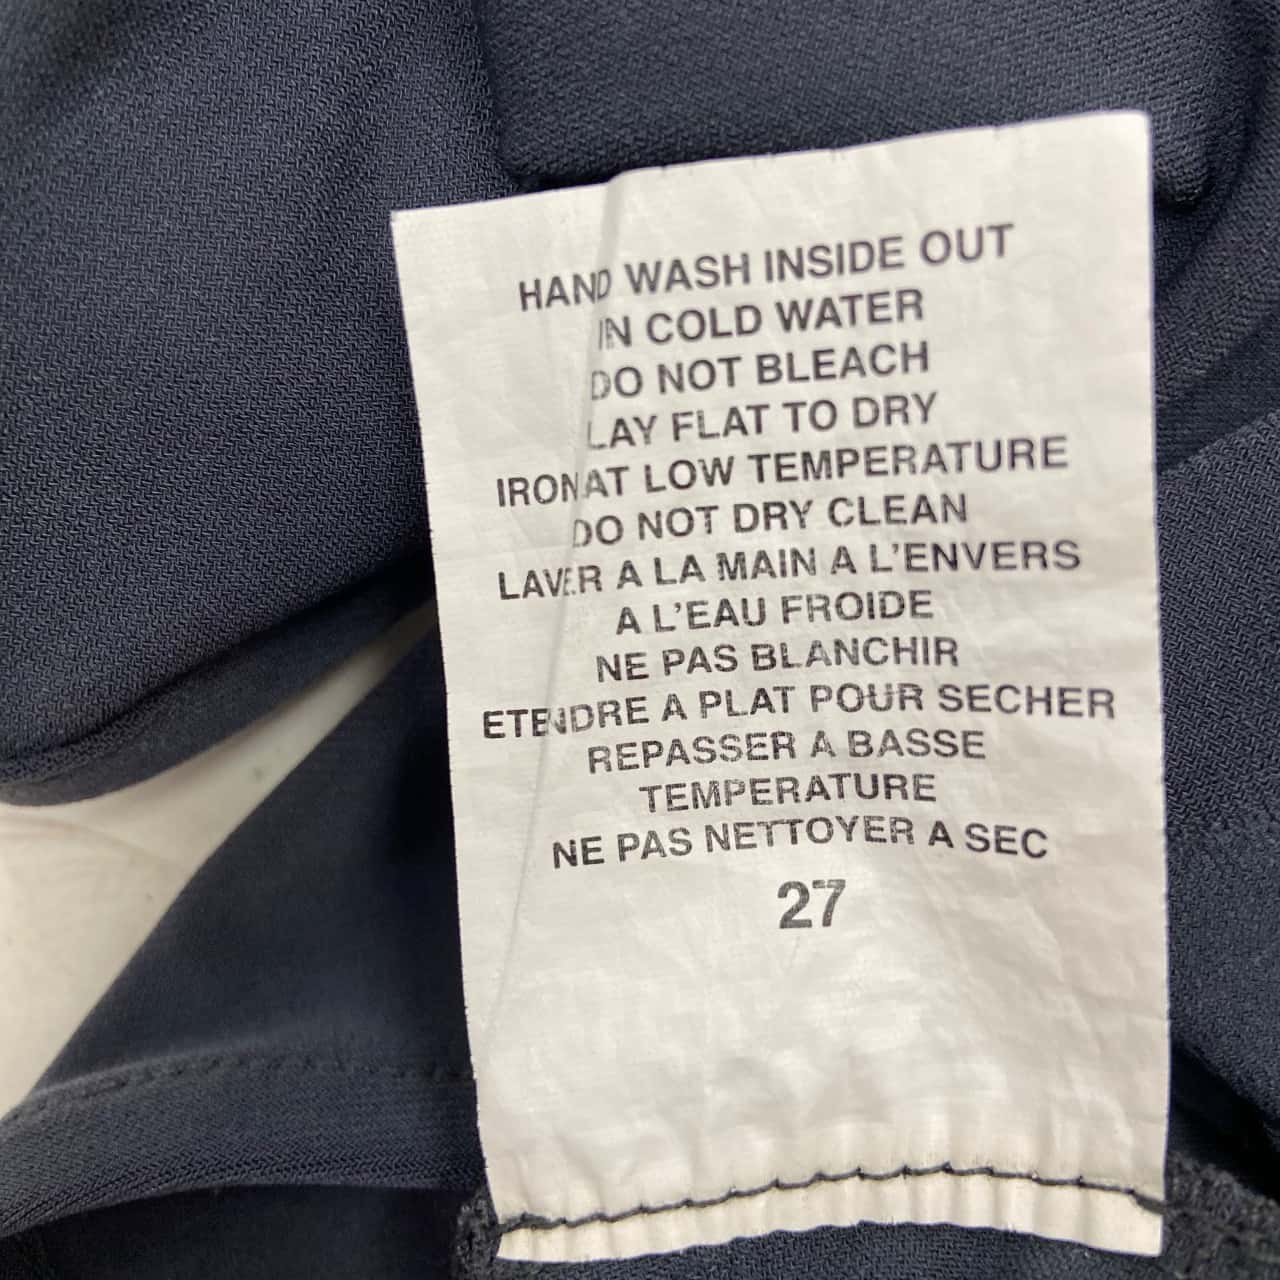 HAND WASH INSIDE OUT
IN COLD WATER
DO NOT BLEACH
LAY FLAT TO DRY
IRON AT LOW TEMPERATURE
DO NOT DRY CLEAN
LAVER A LA MAIN A L'ENVERS
A L'EAU FROIDE
NE PAS BLANCHIR
ETENDRE A PLAT POUR SECHER
REPASSER A BASSE
TEMPERATURE
NE PAS NETTOYER A SEC
27